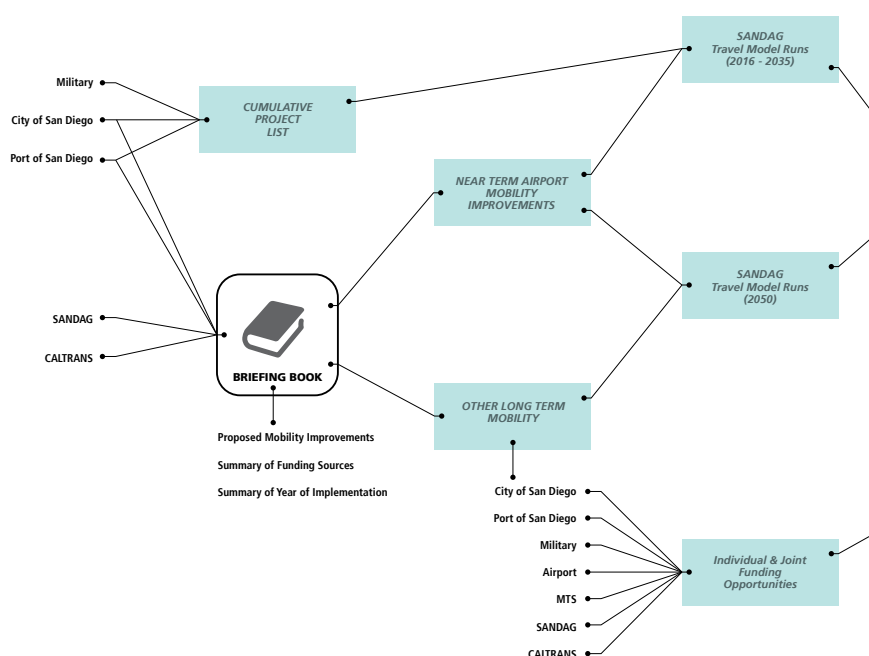 SANDAG
Travel Model Runs
(2016 - 2035)
Military
City of San Diego
Port of San Diego
CUMULATIVE
PROJECT
LIST
NEAR TERM AIRPORT
MOBILITY
IMPROVEMENTS
SANDAG
Travel Model Runs
(2050)
SANDAG
CALTRANS
BRIEFING BOOK
Proposed Mobility Improvements
Summary of Funding Sources
Summary of Year of Implementation
OTHER LONG TERM
MOBILITY
City of San Diego
Port of San Diego
Military
Airport
MTS
SANDAG
CALTRANS
Individual & Joint
Funding
Opportunities